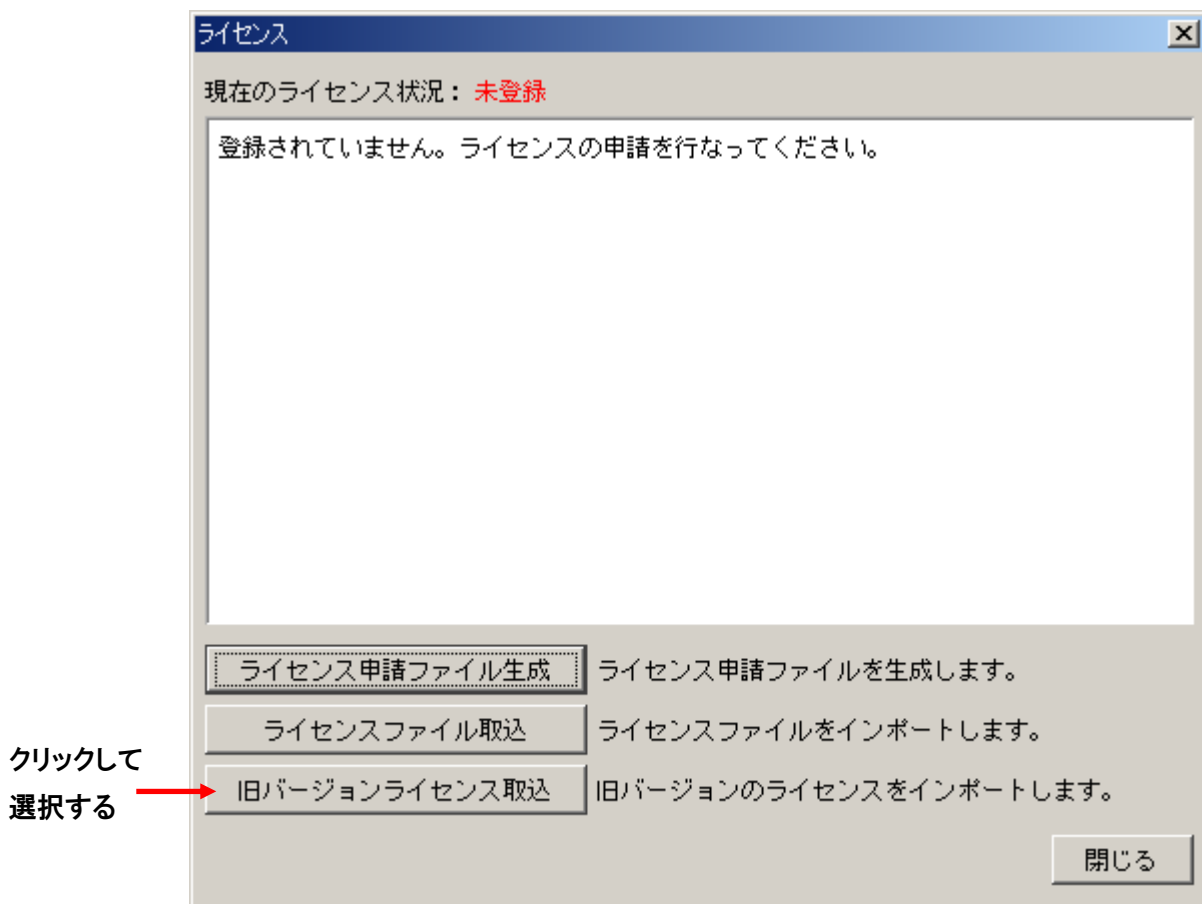 ライセンス
現在のライセンス状況： 未登録
登録されていません。ライセンスの申請を行なってください。
ライセンス申請ファイル生成 ライセンス申請ファイルを生成します。
ライセンスファイル取込 ライセンスファイルをインポートします。
クリックして
選択する
旧バージョンライセンス取込 旧バージョンのライセンスをインポートします。
閉じる